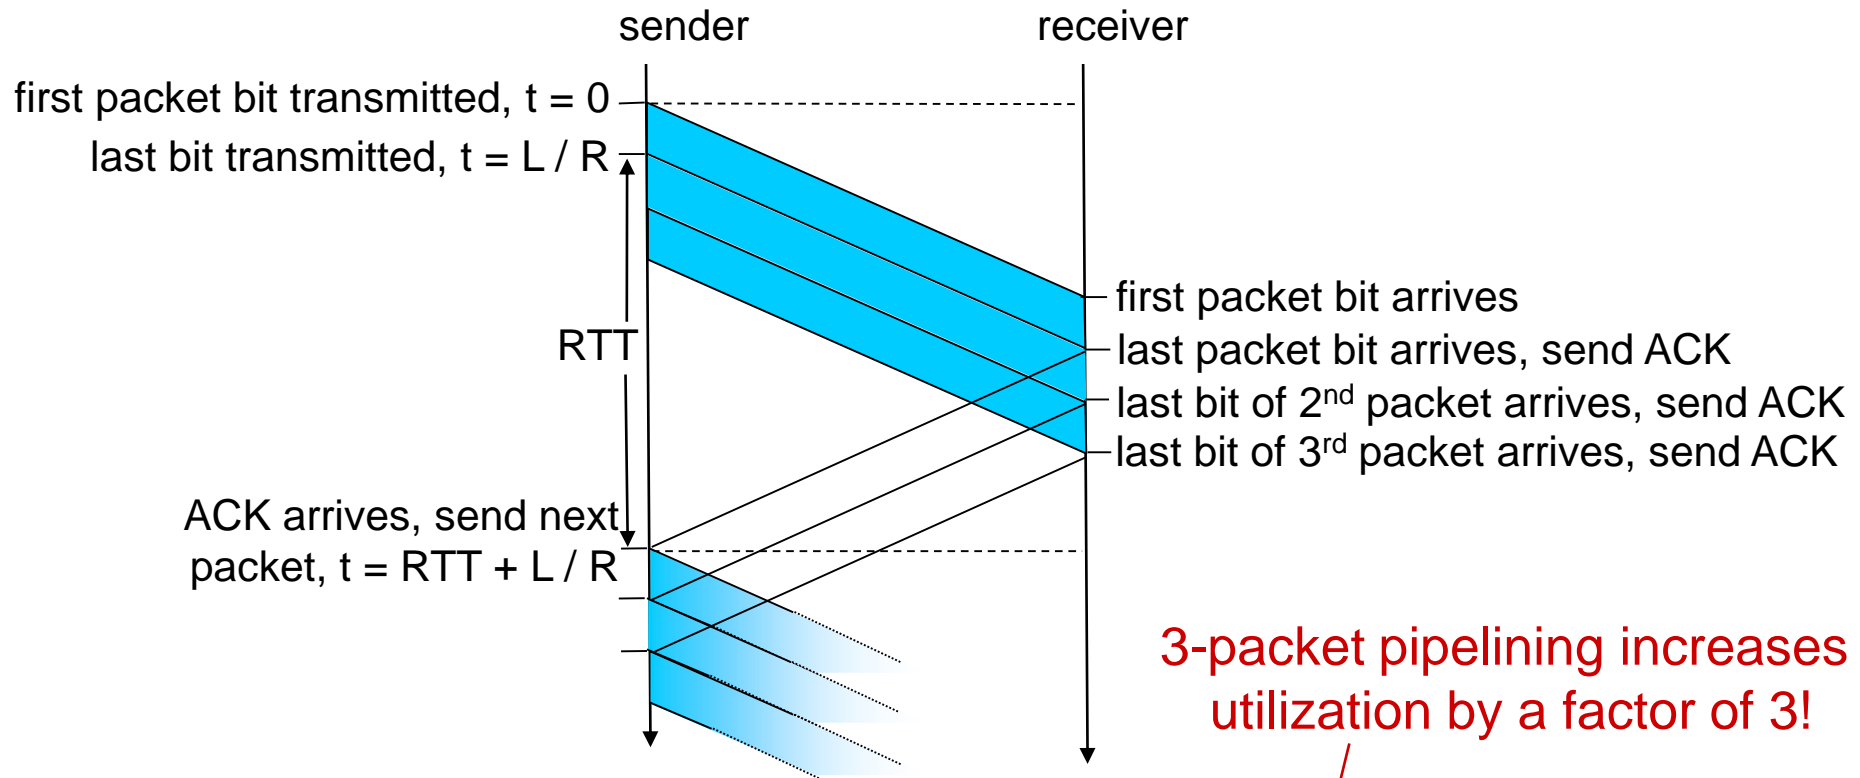 sender
receiver
first packet bit transmitted, t = 0
last bit transmitted, t = L / R
RTT
first packet bit arrives
last packet bit arrives, send ACK
last bit of 2nd packet arrives, send ACK
last bit of 3rd packet arrives, send ACK
ACK arrives, send next
packet, t = RTT + L / R
3-packet pipelining increases
utilization by a factor of 3!